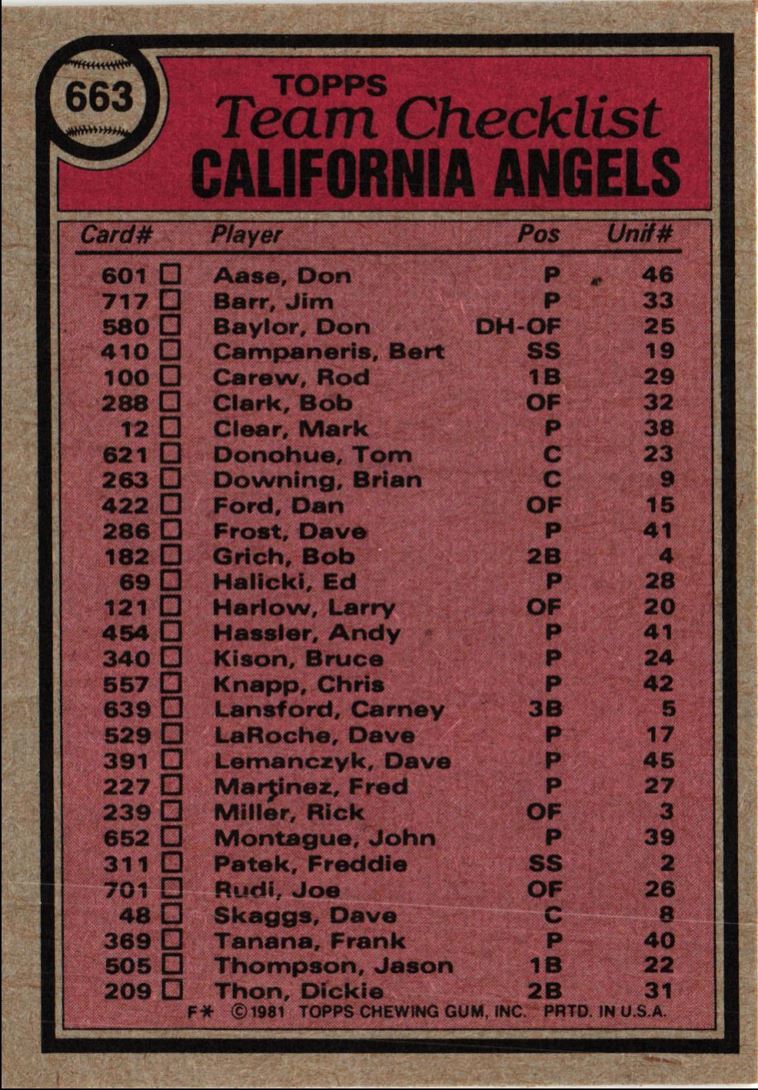 663
TOPPS
Team Checklist
CALIFORNIA ANGELS
Card# Player Pos Unif#
601 □ Aase, Don P 46
717 □ Barr, Jim P 33
580 □ Baylor, Don DH-OF 25
410 □ Campaneris, Bert SS 19
100 □ Carew, Rod 1B 29
288 □ Clark, Bob OF 32
12 □ Clear, Mark P 38
621 □ Donohue, Tom C 23
263 □ Downing, Brian C 9
422 □ Ford, Dan OF 15
286 □ Frost, Dave P 41
182 □ Grich, Bob 2B 4
69 □ Halicki, Ed P 28
121 □ Harlow, Larry OF 20
454 □ Hassler, Andy P 41
340 □ Kison, Bruce P 24
557 □ Knapp, Chris P 42
639 □ Lansford, Carney 3B 5
529 □ LaRoche, Dave P 17
391 □ Lemanczyk, Dave P 45
227 □ Martinez, Fred P 27
239 □ Miller, Rick OF 3
652 □ Montague, John P 39
311 □ Patek, Freddie SS 2
701 □ Rudi, Joe OF 26
48 □ Skaggs, Dave C 8
369 □ Tanana, Frank P 40
505 □ Thompson, Jason 1B 22
209 □ Thon, Dickie 2B 31
F* ©1981 TOPPS CHEWING GUM, INC. PRTD. IN U.S.A.